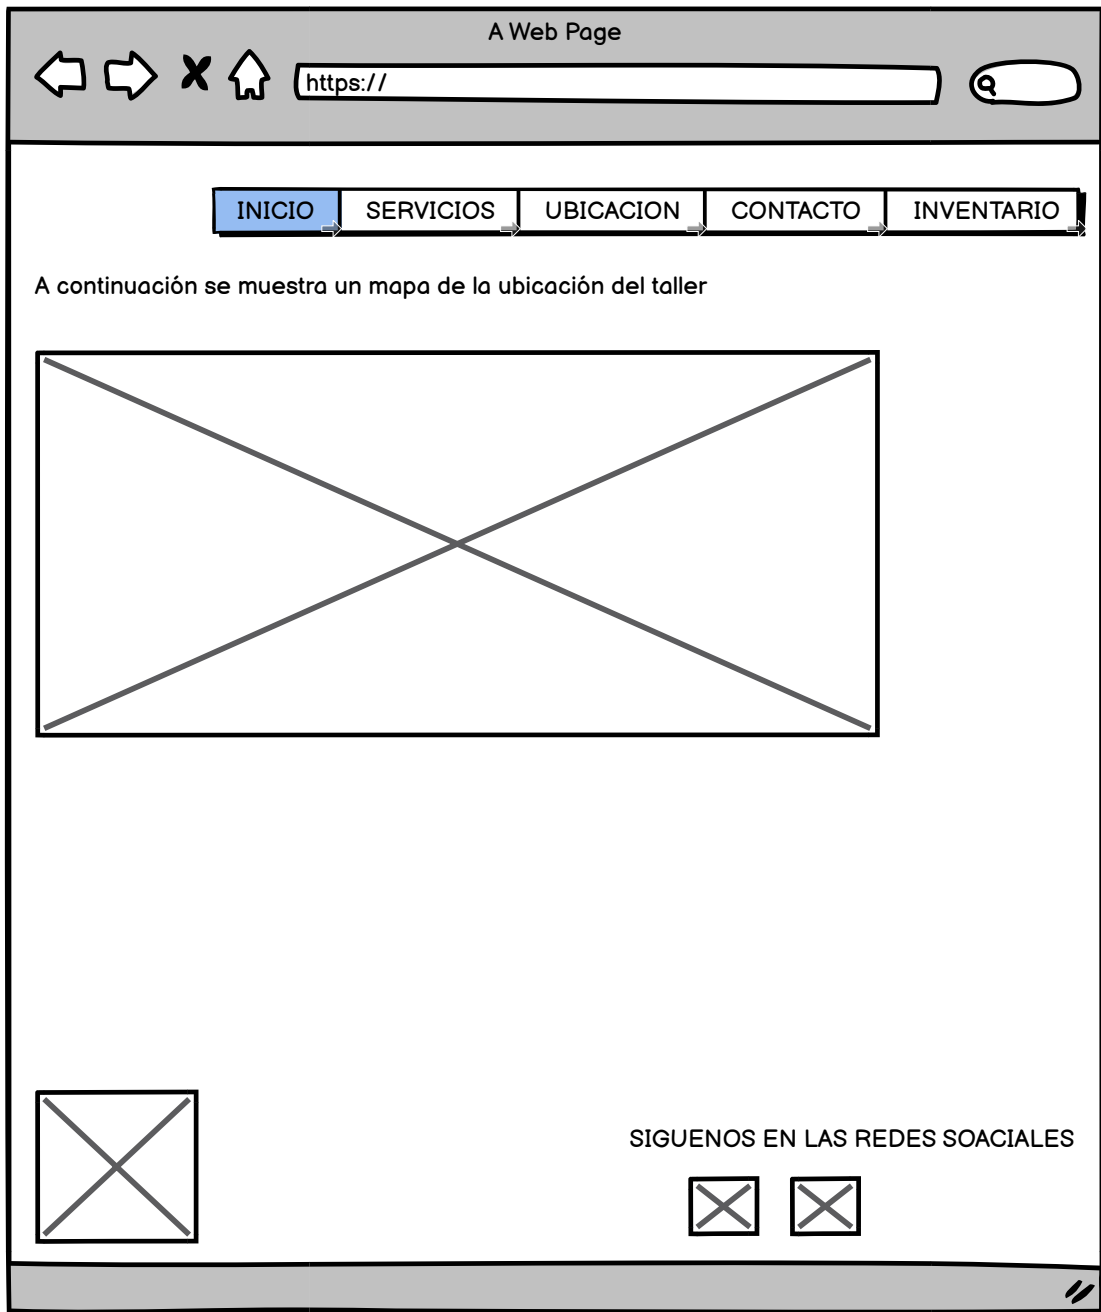 A Web Page
https://
INICIO SERVICIOS UBICACION CONTACTO INVENTARIO
A continuación se muestra un mapa de la ubicación del taller
SIGUENOS EN LAS REDES SOACIALES